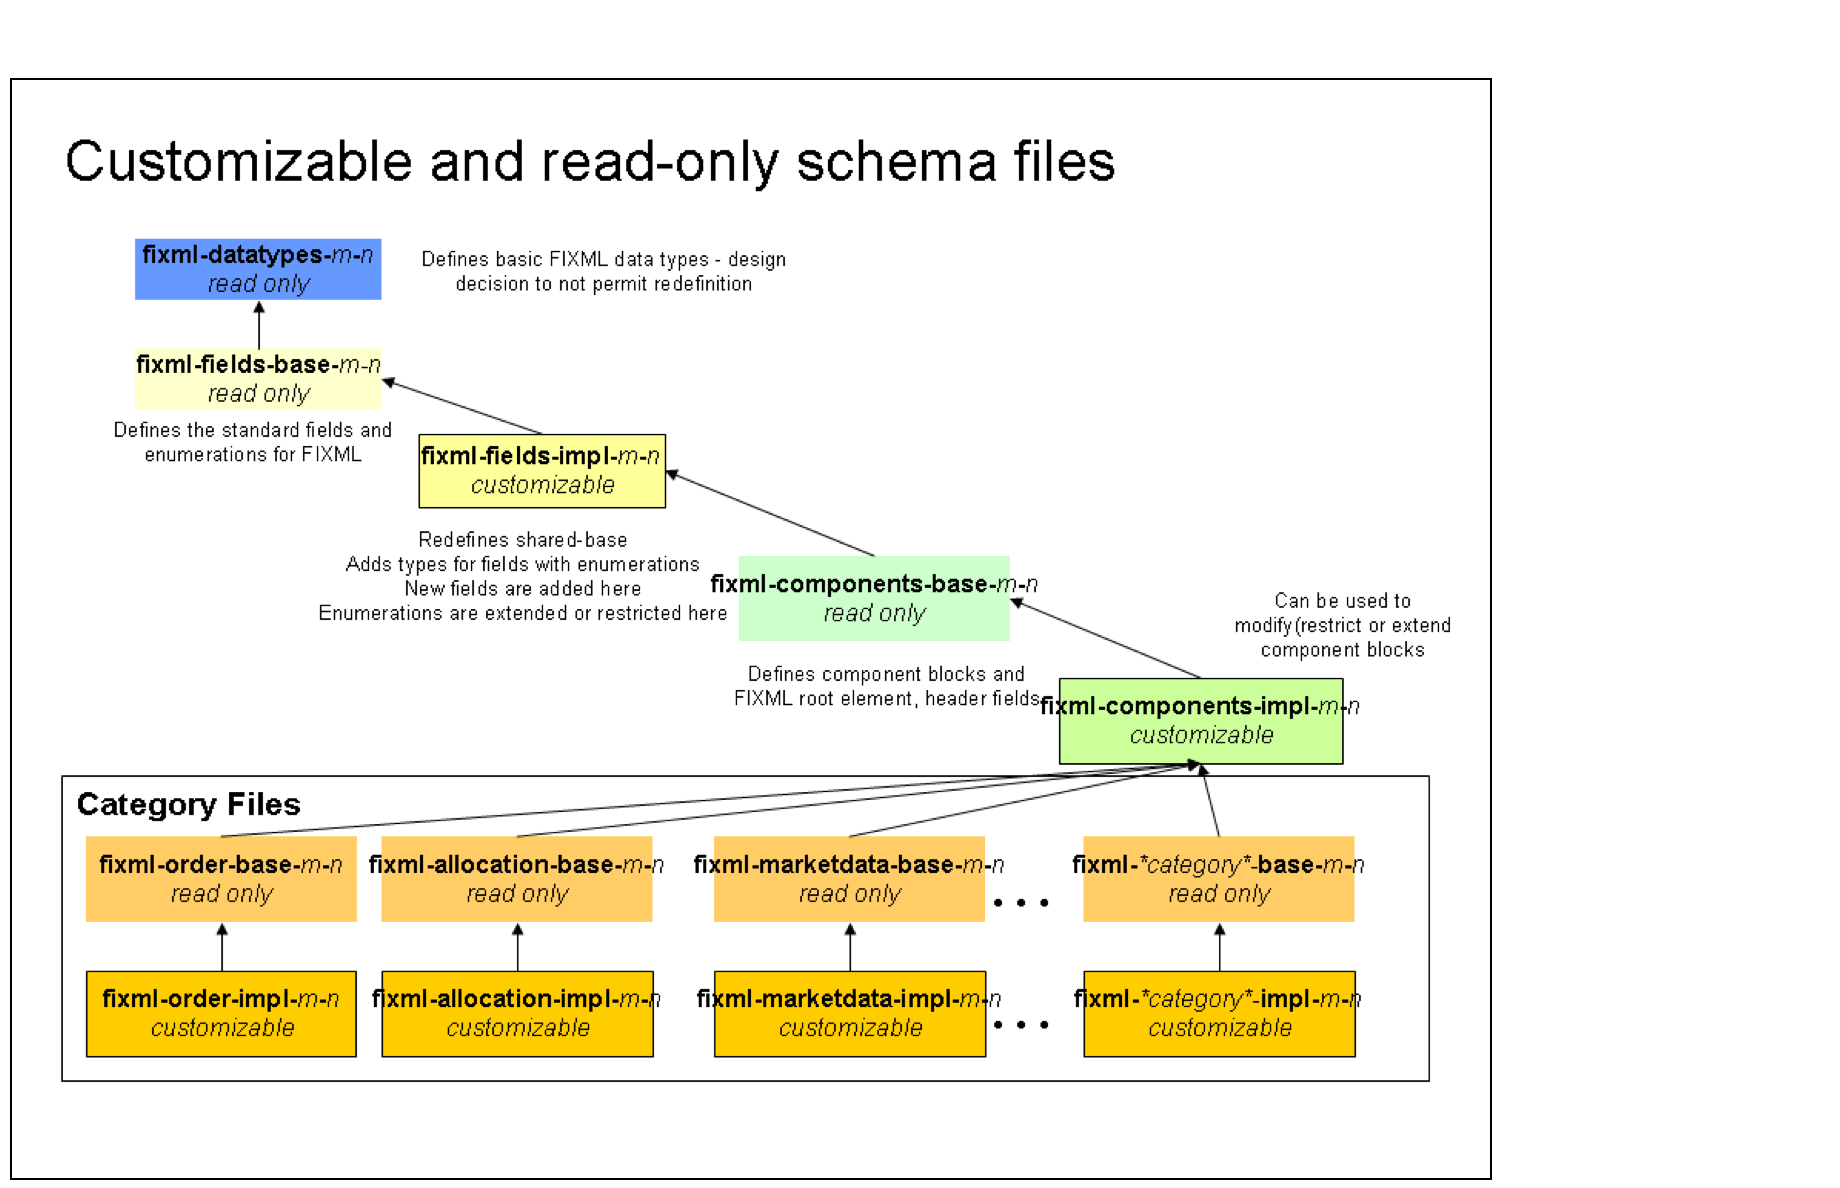 Customizable and read-only schema files
fixml-datatypes-m-n
read only
Defines basic FIXML data types - design
decision to not permit redefinition
fixml-fields-base-m-n
read only
Defines the standard fields and
enumerations for FIXML
fixml-fields-impl-m-n
customizable
Redefines shared-base
Adds types for fields with enumerations
New fields are added here
Enumerations are extended or restricted here
fixml-components-base-m-n
read only
Defines component blocks and
FIXML root element, header fields
Can be used to
modify(restrict or extend
component blocks
fixml-components-impl-m-n
customizable
Category Files
fixml-order-base-m-n
read only
fixml-allocation-base-m-n
read only
fixml-marketdata-base-m-n
read only
• • •
fixml-*category*-base-m-n
read only
fixml-order-impl-m-n
customizable
fixml-allocation-impl-m-n
customizable
fixml-marketdata-impl-m-n
customizable
• • •
fixml-*category*-impl-m-n
customizable